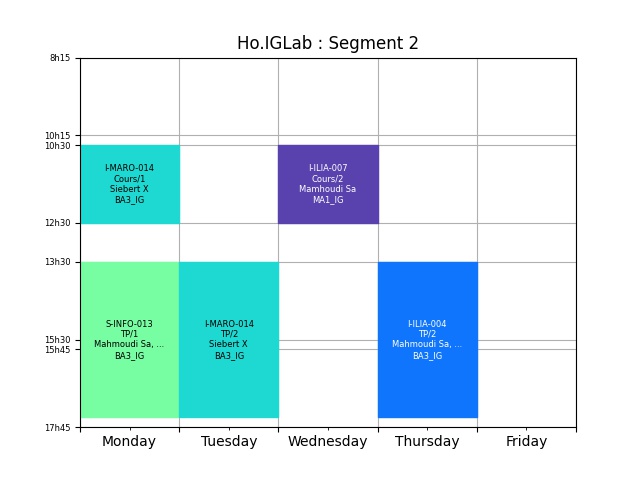 Ho.IGLab : Segment 2
8h15
10h15
10h30
12h30
13h30
15h30
15h45
17h45
I-MARO-014
Cours/1
Siebert X
BA3_IG
I-ILIA-007
Cours/2
Mamhoudi Sa
MA1_IG
S-INFO-013
TP/1
Mahmoudi Sa, ...
BA3_IG
I-MARO-014
TP/2
Siebert X
BA3_IG
I-ILIA-004
TP/2
Mahmoudi Sa, ...
BA3_IG
Monday
Tuesday
Wednesday
Thursday
Friday